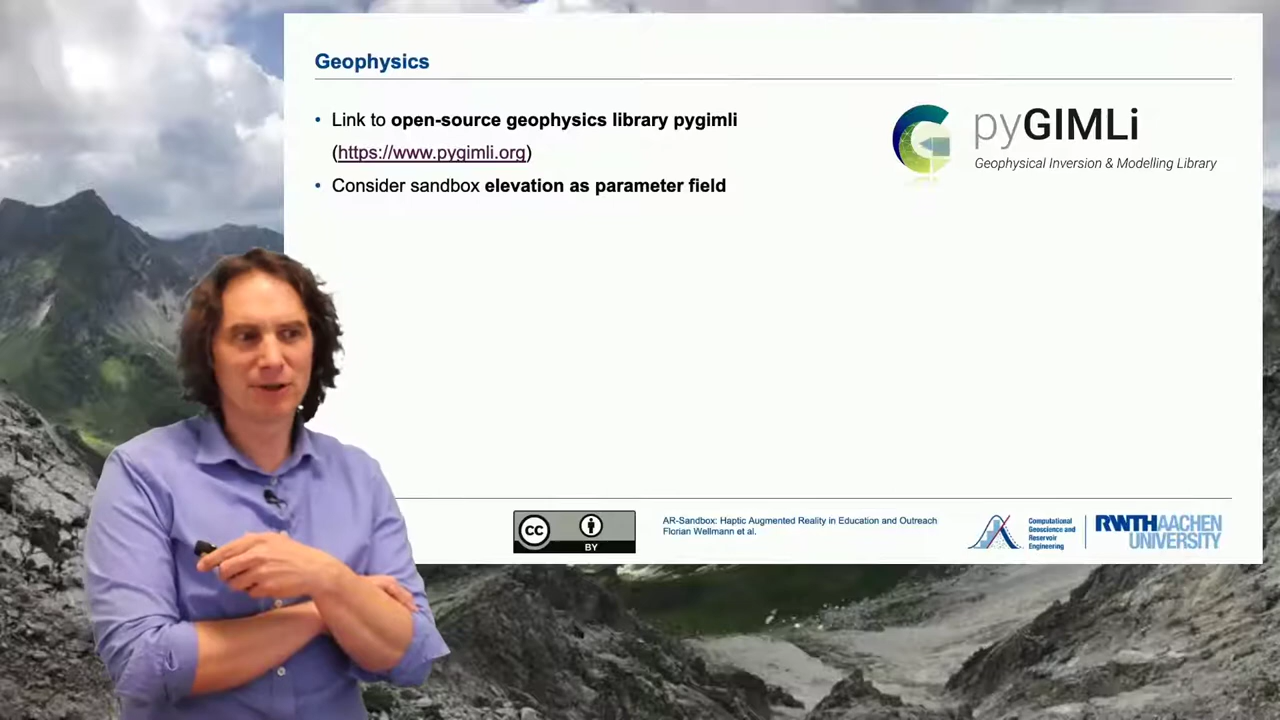 Geophysics
• Link to open-source geophysics library pygimli
(https://www.pygimli.org)
• Consider sandbox elevation as parameter field
pyGIMLi
Geophysical Inversion & Modelling Library
cc
BY
AR-Sandbox: Haptic Augmented Reality in Education and Outreach
Florian Wellmann et al.
Computational
Geoscience and
Reservoir
Engineering
RWTHAACHEN
UNIVERSITY